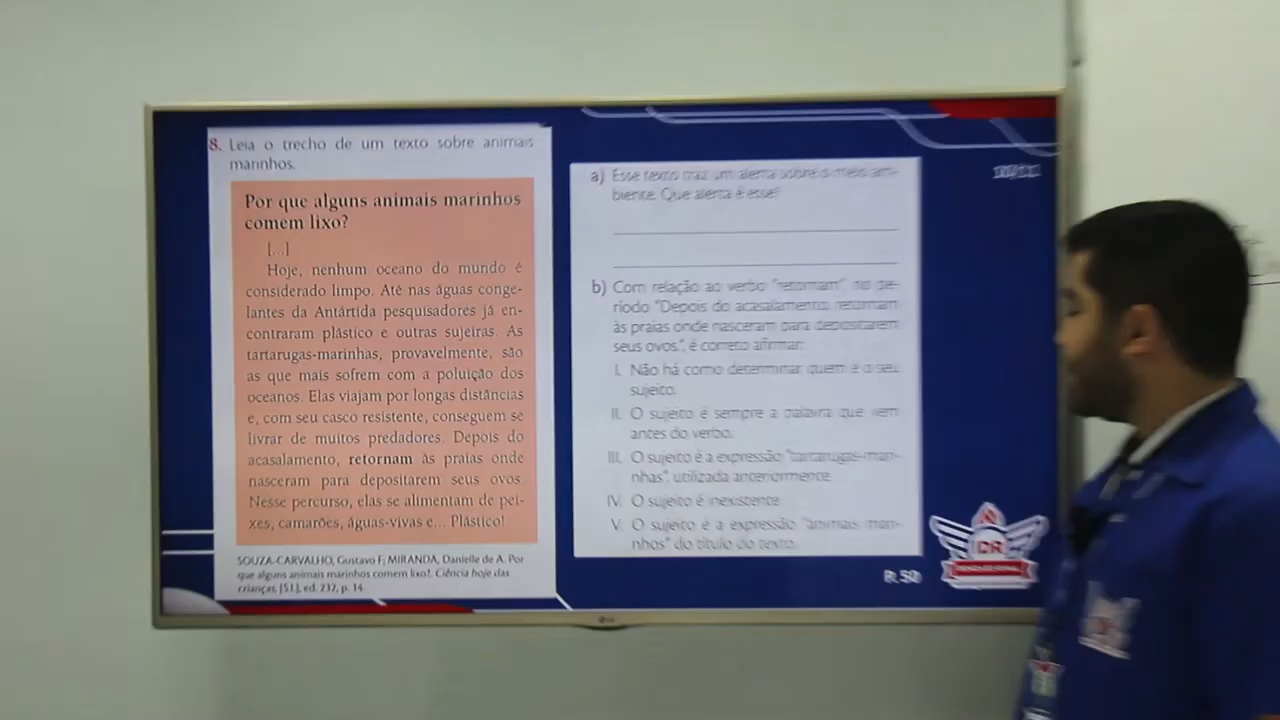 8. Leia o trecho de um texto sobre animais
marinhos.
Por que alguns animais marinhos
comem lixo?
[...]
Hoje, nenhum oceano do mundo é
considerado limpo. Até nas águas conge-
lantes da Antártida pesquisadores já en-
contraram plástico e outras sujeiras. As
tartarugas-marinhas, provavelmente, são
as que mais sofrem com a poluição dos
oceanos. Elas viajam por longas distâncias
e, com seu casco resistente, conseguem se
livrar de muitos predadores. Depois do
acasalamento, retornam às praias onde
nasceram para depositarem seus ovos
Nesse percurso, elas se alimentam de pei-
xes, camarões, águas-vivas e... Plástico!
SOUZA-CARVALHO, Gustavo F; MIRANDA, Danielle de A. Por
que alguns animais marinhos comem lixo?. Ciência hoje das
crianças, [S.l.], ed. 232, p. 14.
a) Esse texto traz um alerta sobre o meio am-
biente. Que alerta é esse?
b) Com relação ao verbo "retornam" no pe-
ríodo "Depois do acasalamento, retornam
às praias onde nasceram para depositarem
seus ovos.", é correto afirmar:
I. Não há como determinar quem é o seu
sujeito.
II. O sujeito é sempre a palavra que vem
antes do verbo.
III. O sujeito é a expressão "tartarugas-mari-
nhas", utilizada anteriormente.
IV. O sujeito é inexistente
V. O sujeito é a expressão "animais mari-
nhos" do título do texto.
P. 50
CR
LG